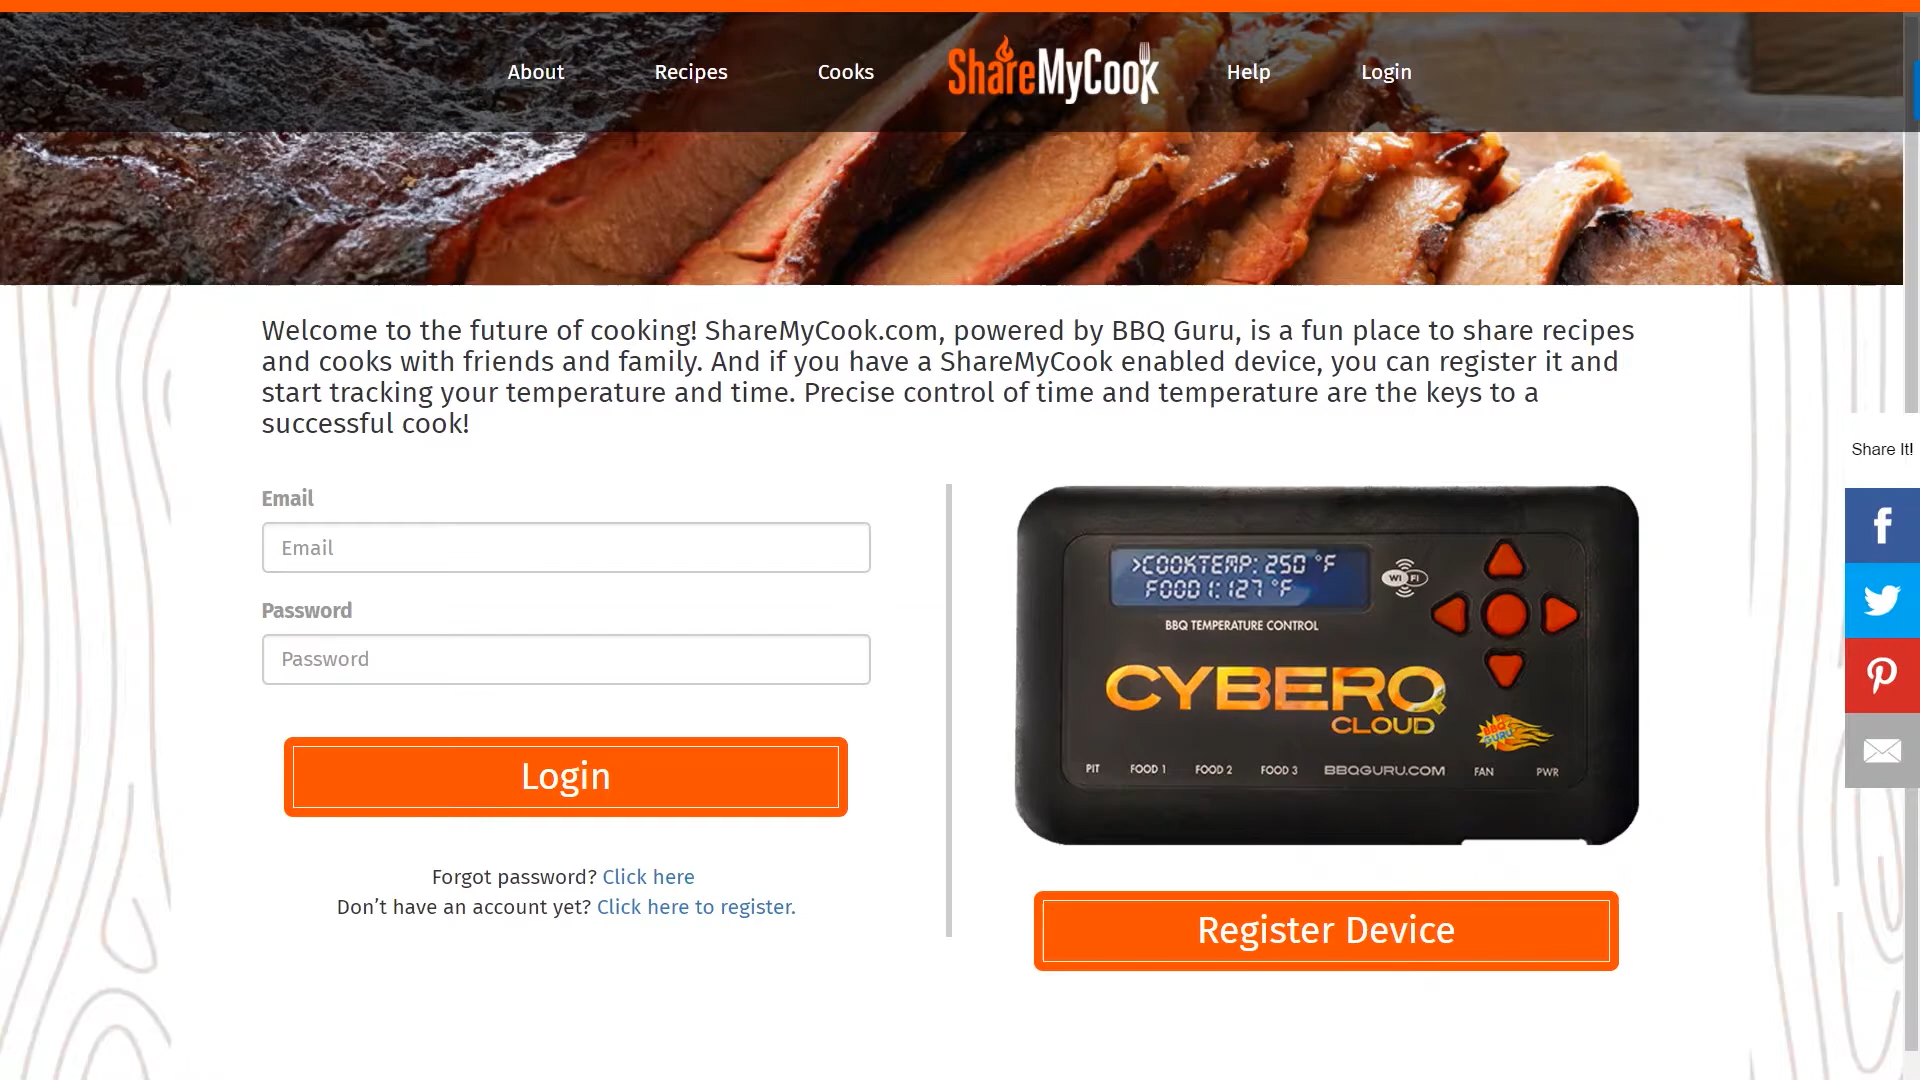 About Recipes Cooks ShareMyCook Help Login
Welcome to the future of cooking! ShareMyCook.com, powered by BBQ Guru, is a fun place to share recipes
and cooks with friends and family. And if you have a ShareMyCook enabled device, you can register it and
start tracking your temperature and time. Precise control of time and temperature are the keys to a
successful cook!
Share It!
Email
Email
Password
Password
Login
Forgot password? Click here
Don’t have an account yet? Click here to register.
>COOKTEMP: 250 °F
FOOD1:127 °F
WI FI
BBQ TEMPERATURE CONTROL
CYBERQ
CLOUD
BBQ
GURU
PIT FOOD 1 FOOD 2 FOOD 3 BBQGURU.COM FAN PWR
Register Device